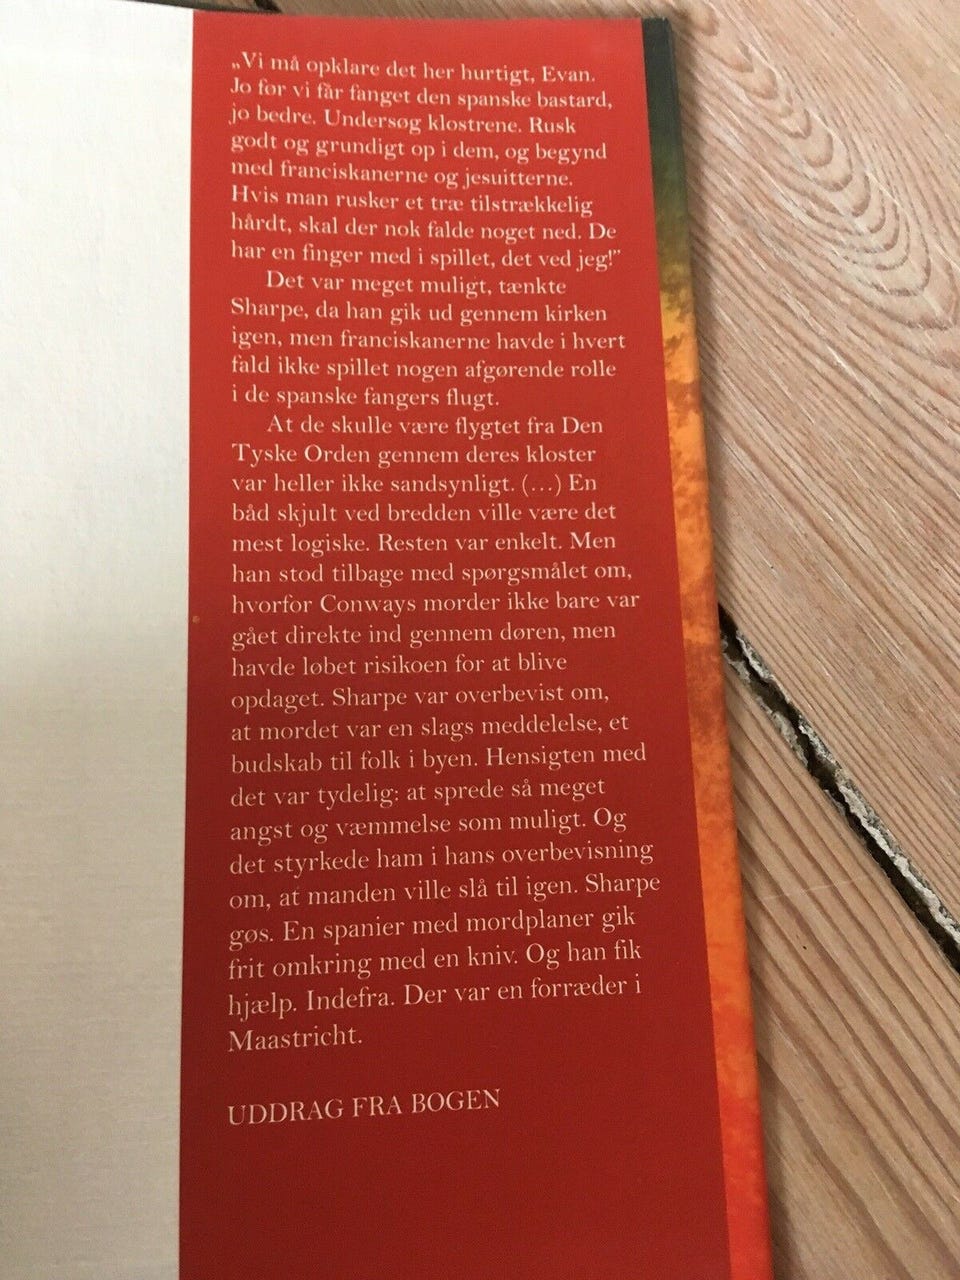 „Vi må opklare det her hurtigt, Evan.
Jo før vi får fanget den spanske bastard,
jo bedre. Undersøg klostrene. Rusk
godt og grundigt op i dem, og begynd
med franciskanerne og jesuitterne.
Hvis man rusker et træ tilstrækkelig
hårdt, skal der nok falde noget ned. De
har en finger med i spillet, det ved jeg!”
Det var meget muligt, tænkte
Sharpe, da han gik ud gennem kirken
igen, men franciskanerne havde i hvert
fald ikke spillet nogen afgørende rolle
i de spanske fangers flugt.
At de skulle være flygtet fra Den
Tyske Orden gennem deres kloster
var heller ikke sandsynligt. (…) En
båd skjult ved bredden ville være det
mest logiske. Resten var enkelt. Men
han stod tilbage med spørgsmålet om,
hvorfor Conways morder ikke bare var
gået direkte ind gennem døren, men
havde løbet risikoen for at blive
opdaget. Sharpe var overbevist om,
at mordet var en slags meddelelse, et
budskab til folk i byen. Hensigten med
det var tydelig: at sprede så meget
angst og væmmelse som muligt. Og
det styrkede ham i hans overbevisning
om, at manden ville slå til igen. Sharpe
gøs. En spanier med mordplaner gik
frit omkring med en kniv. Og han fik
hjælp. Indefra. Der var en forræder i
Maastricht.
UDDRAG FRA BOGEN